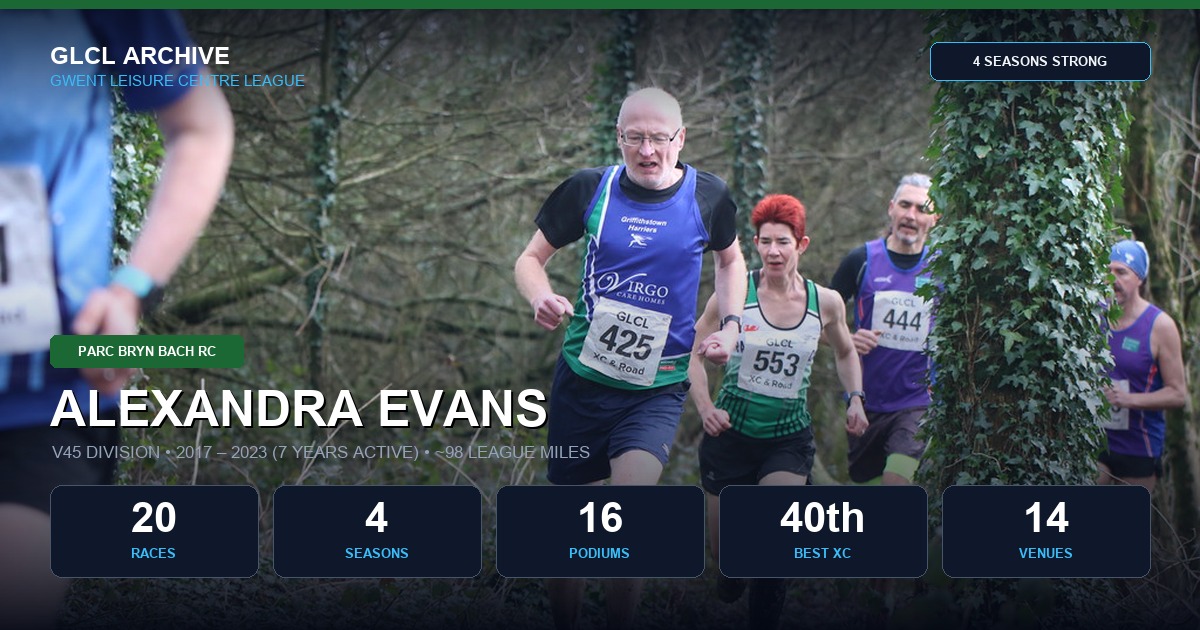 GLCL ARCHIVE
GWENT LEISURE CENTRE LEAGUE
4 SEASONS STRONG
Griffithstown
Harriers
VIRGO
CARE HOMES
GLCL
425
XC & Road
GLCL
553
XC & Road
GLCL
444
XC & Road
PARC BRYN BACH RC
ALEXANDRA EVANS
V45 DIVISION • 2017 – 2023 (7 YEARS ACTIVE) • ~98 LEAGUE MILES
20
RACES
4
SEASONS
16
PODIUMS
40th
BEST XC
14
VENUES